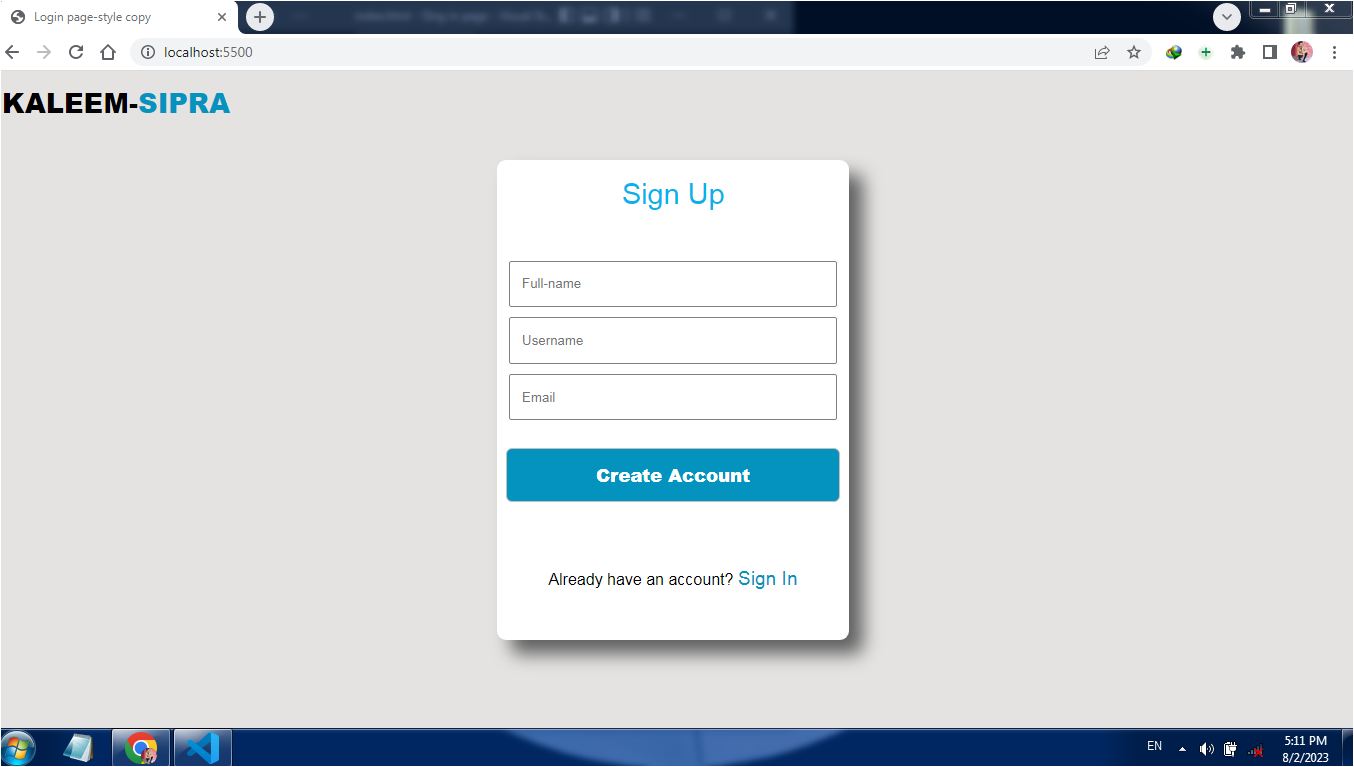 Login page-style copy
localhost:5500
KALEEM-SIPRA
Sign Up
Full-name
Username
Email
Create Account
Already have an account? Sign In
EN
5:11 PM
8/2/2023